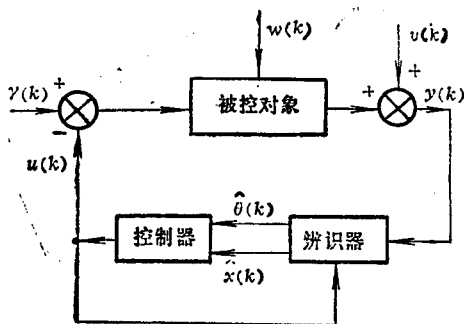 w(k)
υ(k)
γ(k)
+
−
被控对象
+
+
y(k)
u(k)
θ̂(k)
控制器
辨识器
x̂(k)